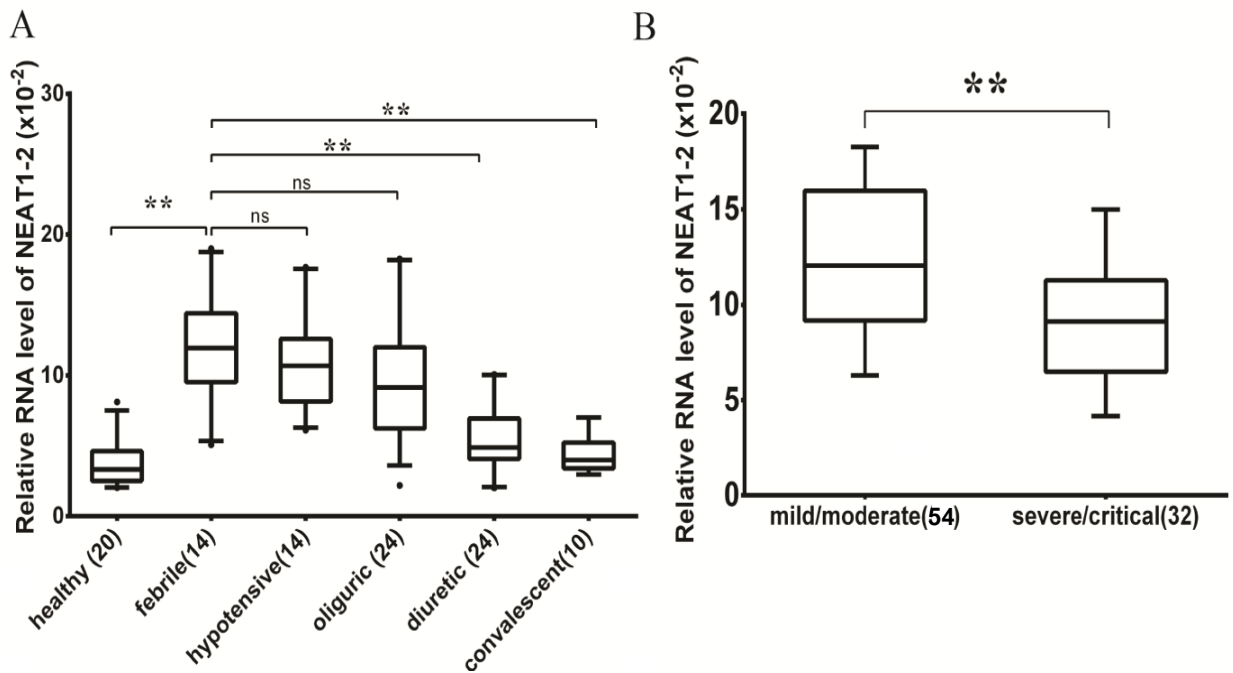 A
Relative RNA level of NEAT1-2 (x10⁻²)
30
20
10
0
**
ns
ns
**
**
healthy (20)
febrile(14)
hypotensive(14)
oliguric (24)
diuretic (24)
convalescent(10)
B
Relative RNA level of NEAT1-2 (x10⁻²)
20
15
10
5
0
**
mild/moderate(54)
severe/critical(32)